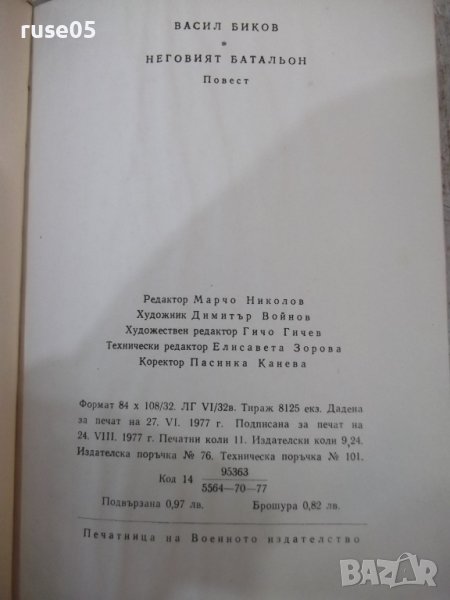 ruse05
ВАСИЛ БИКОВ
НЕГОВИЯТ БАТАЛЬОН
Повест
Редактор Марчо Николов
Художник Димитър Войнов
Художествен редактор Гичо Гичев
Технически редактор Елисавета Зорова
Коректор Пасинка Канева
Формат 84 x 108/32. ЛГ VI/32в. Тираж 8125 екз. Дадена
за печат на 27. VI. 1977 г. Подписана за печат на
24. VIII. 1977 г. Печатни коли 11. Издателски коли 9,24.
Издателска поръчка № 76. Техническа поръчка № 101.
Код 14 95363
5564—70—77
Подвързана 0,97 лв. Брошура 0,82 лв.
Печатница на Военното издателство
BAZAR
.bg